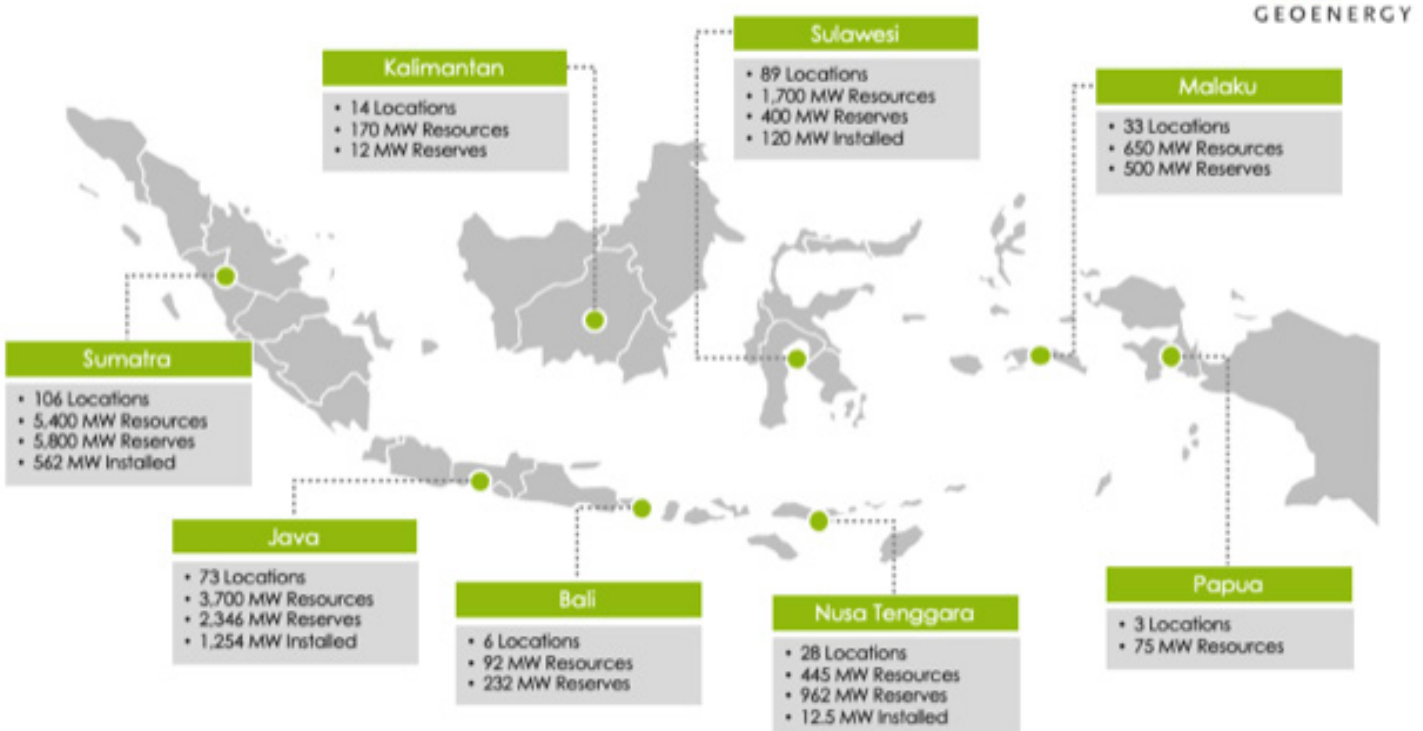 GEOENERGY
Kalimantan
• 14 Locations
• 170 MW Resources
• 12 MW Reserves
Sulawesi
• 89 Locations
• 1,700 MW Resources
• 400 MW Reserves
• 120 MW Installed
Malaku
• 33 Locations
• 650 MW Resources
• 500 MW Reserves
Sumatra
• 106 Locations
• 5,400 MW Resources
• 5,800 MW Reserves
• 562 MW Installed
Java
• 73 Locations
• 3,700 MW Resources
• 2,346 MW Reserves
• 1,254 MW Installed
Bali
• 6 Locations
• 92 MW Resources
• 232 MW Reserves
Nusa Tenggara
• 28 Locations
• 445 MW Resources
• 962 MW Reserves
• 12.5 MW Installed
Papua
• 3 Locations
• 75 MW Resources